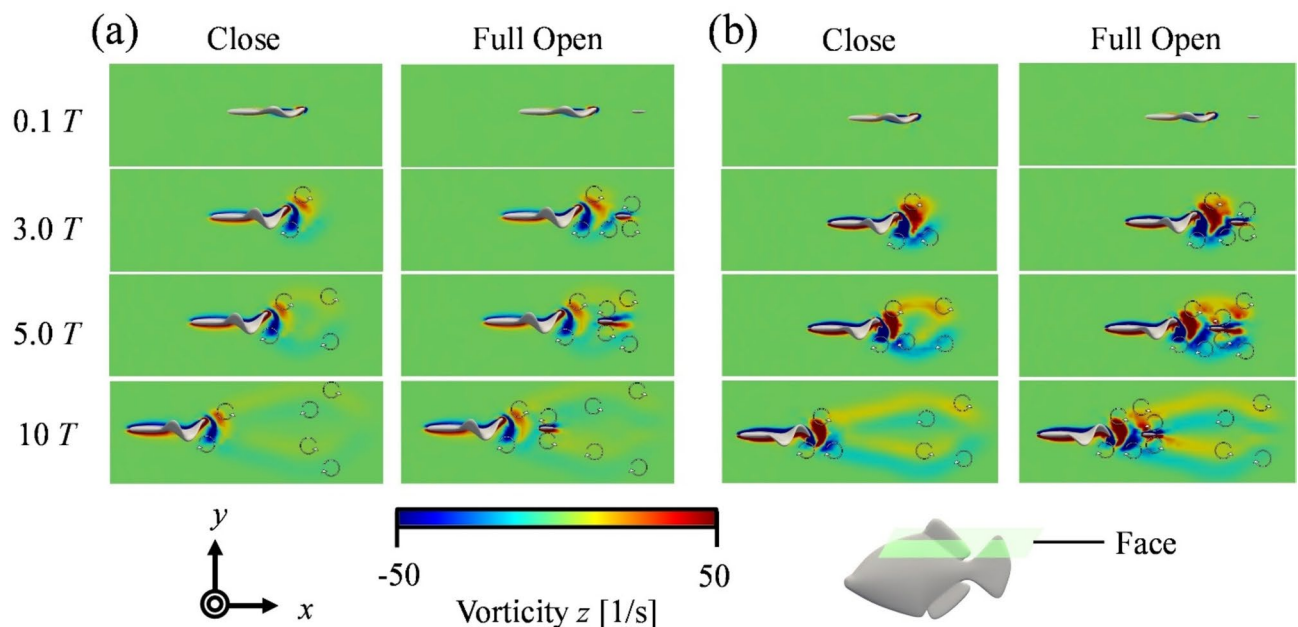 (a)
Close
Full Open
(b)
Close
Full Open
0.1 T
3.0 T
5.0 T
10 T
y
x
-50
50
Vorticity z [1/s]
Face